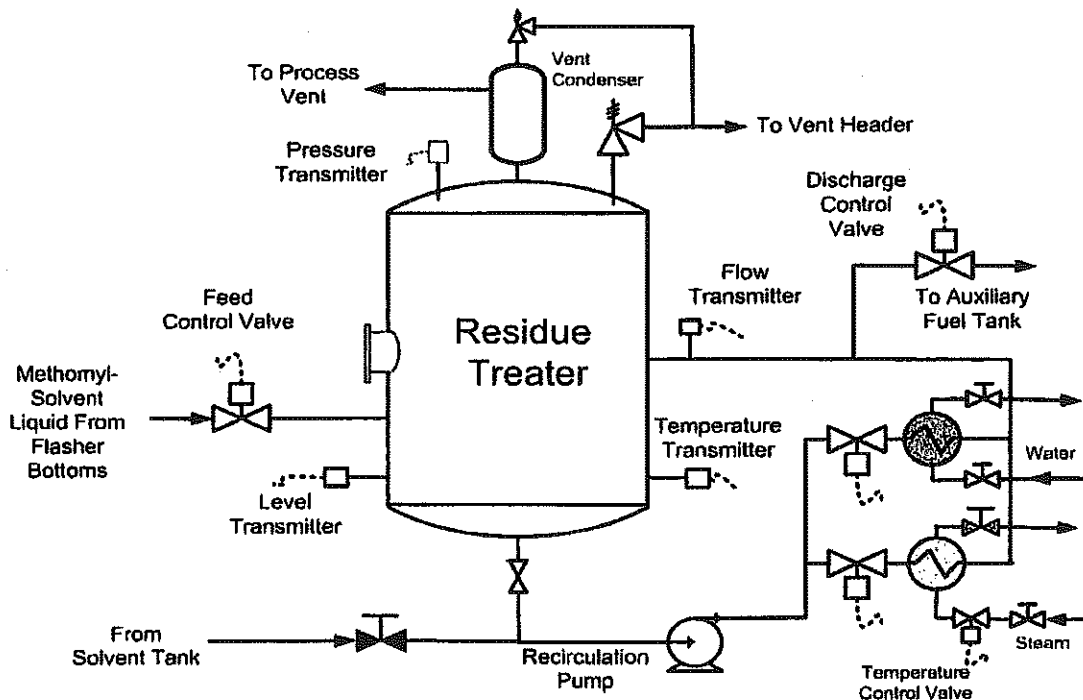 Vent
Condenser
To Process
Vent
Pressure
Transmitter
To Vent Header
Discharge
Control
Valve
Flow
Transmitter
To Auxiliary
Fuel Tank
Feed
Control Valve
Residue
Treater
Methomyl-
Solvent
Liquid From
Flasher
Bottoms
Temperature
Transmitter
Water
Level
Transmitter
From
Solvent Tank
Recirculation
Pump
Steam
Temperature
Control Valve